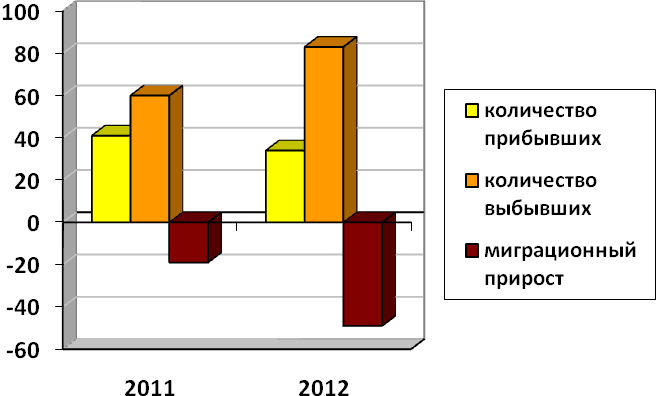 100
80
60
40
20
0
-20
-40
-60
2011
2012
количество
прибывших
количество
выбывших
миграционный
прирост